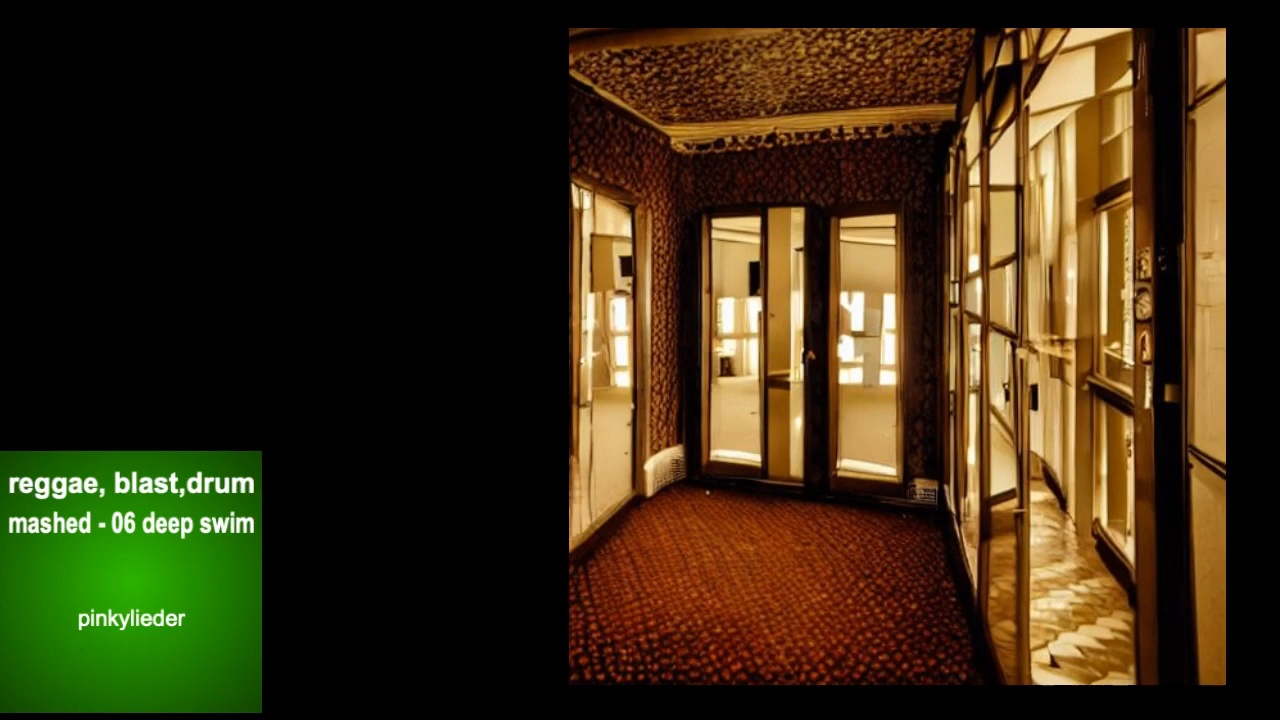 reggae, blast,drum
mashed - 06 deep swim
pinkylieder